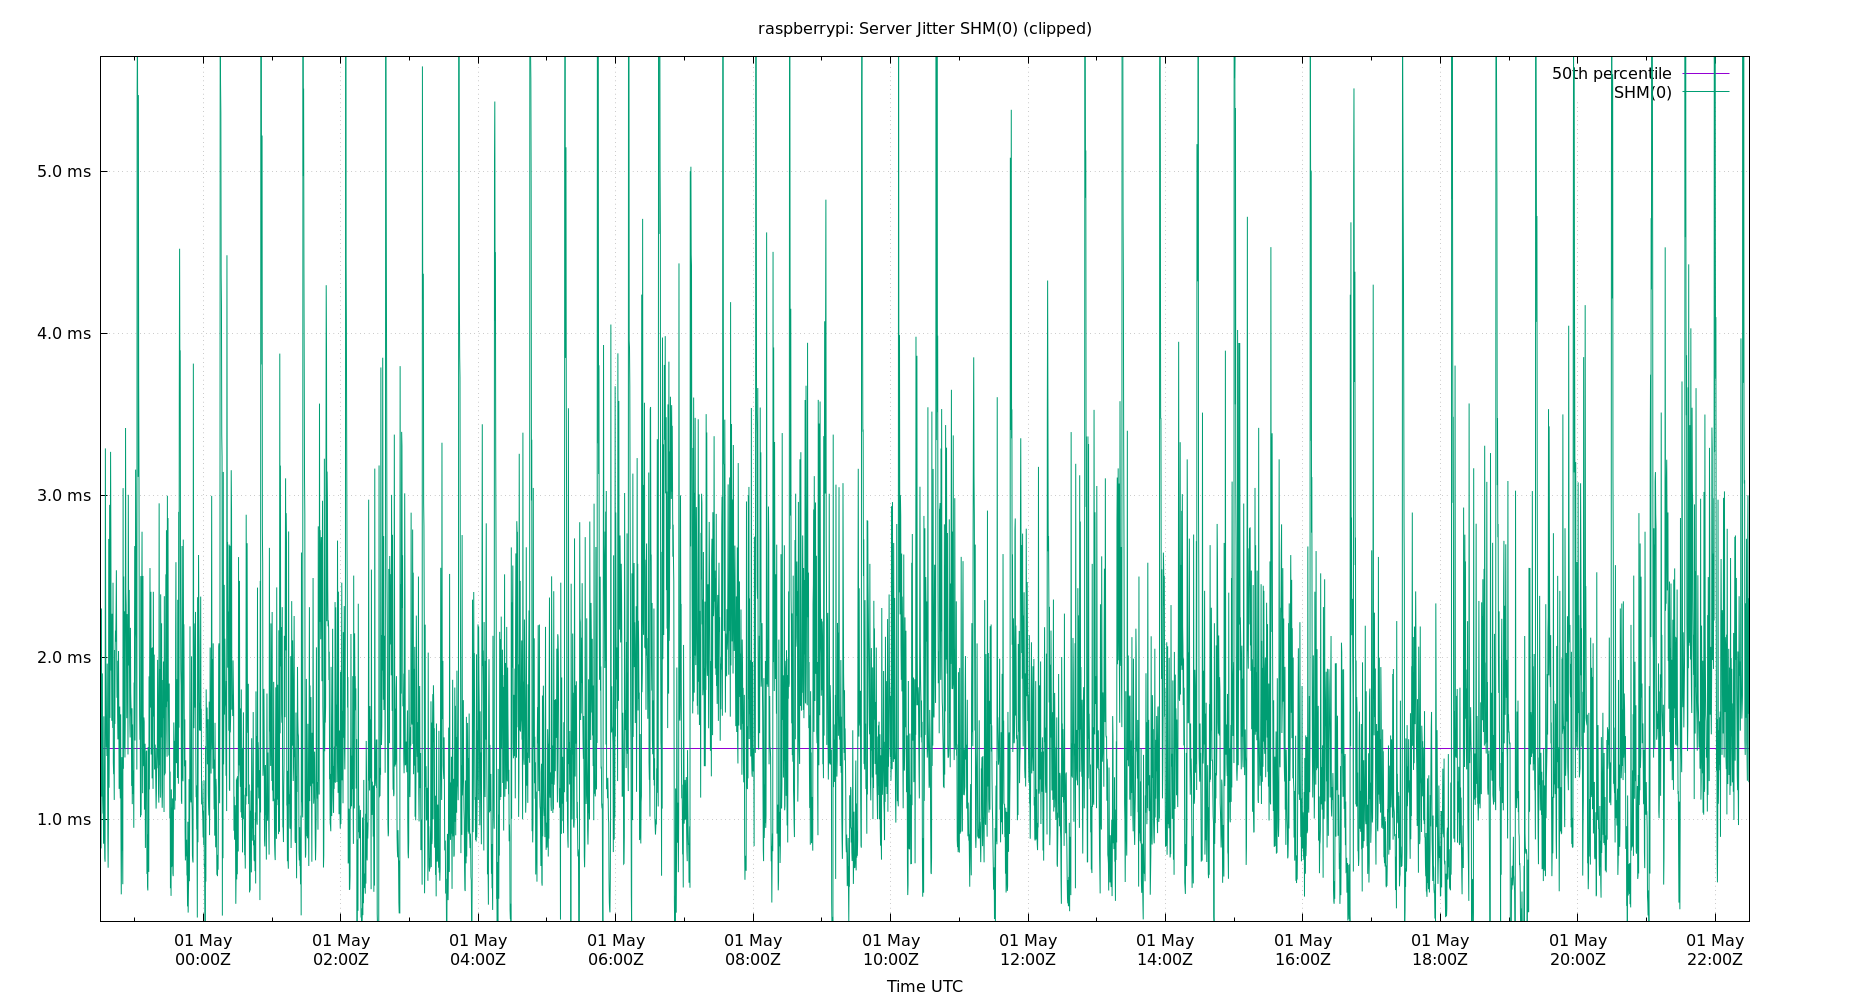 raspberrypi: Server Jitter SHM(0) (clipped)
50th percentile
SHM(0)
5.0 ms
4.0 ms
3.0 ms
2.0 ms
1.0 ms
01 May 01 May 01 May 01 May 01 May 01 May 01 May 01 May 01 May 01 May 01 May 01 May
00:00Z 02:00Z 04:00Z 06:00Z 08:00Z 10:00Z 12:00Z 14:00Z 16:00Z 18:00Z 20:00Z 22:00Z
Time UTC